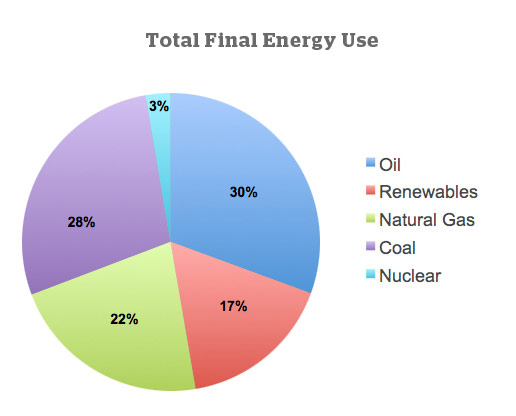 Total Final Energy Use
3%
30%
28%
17%
22%
Oil
Renewables
Natural Gas
Coal
Nuclear